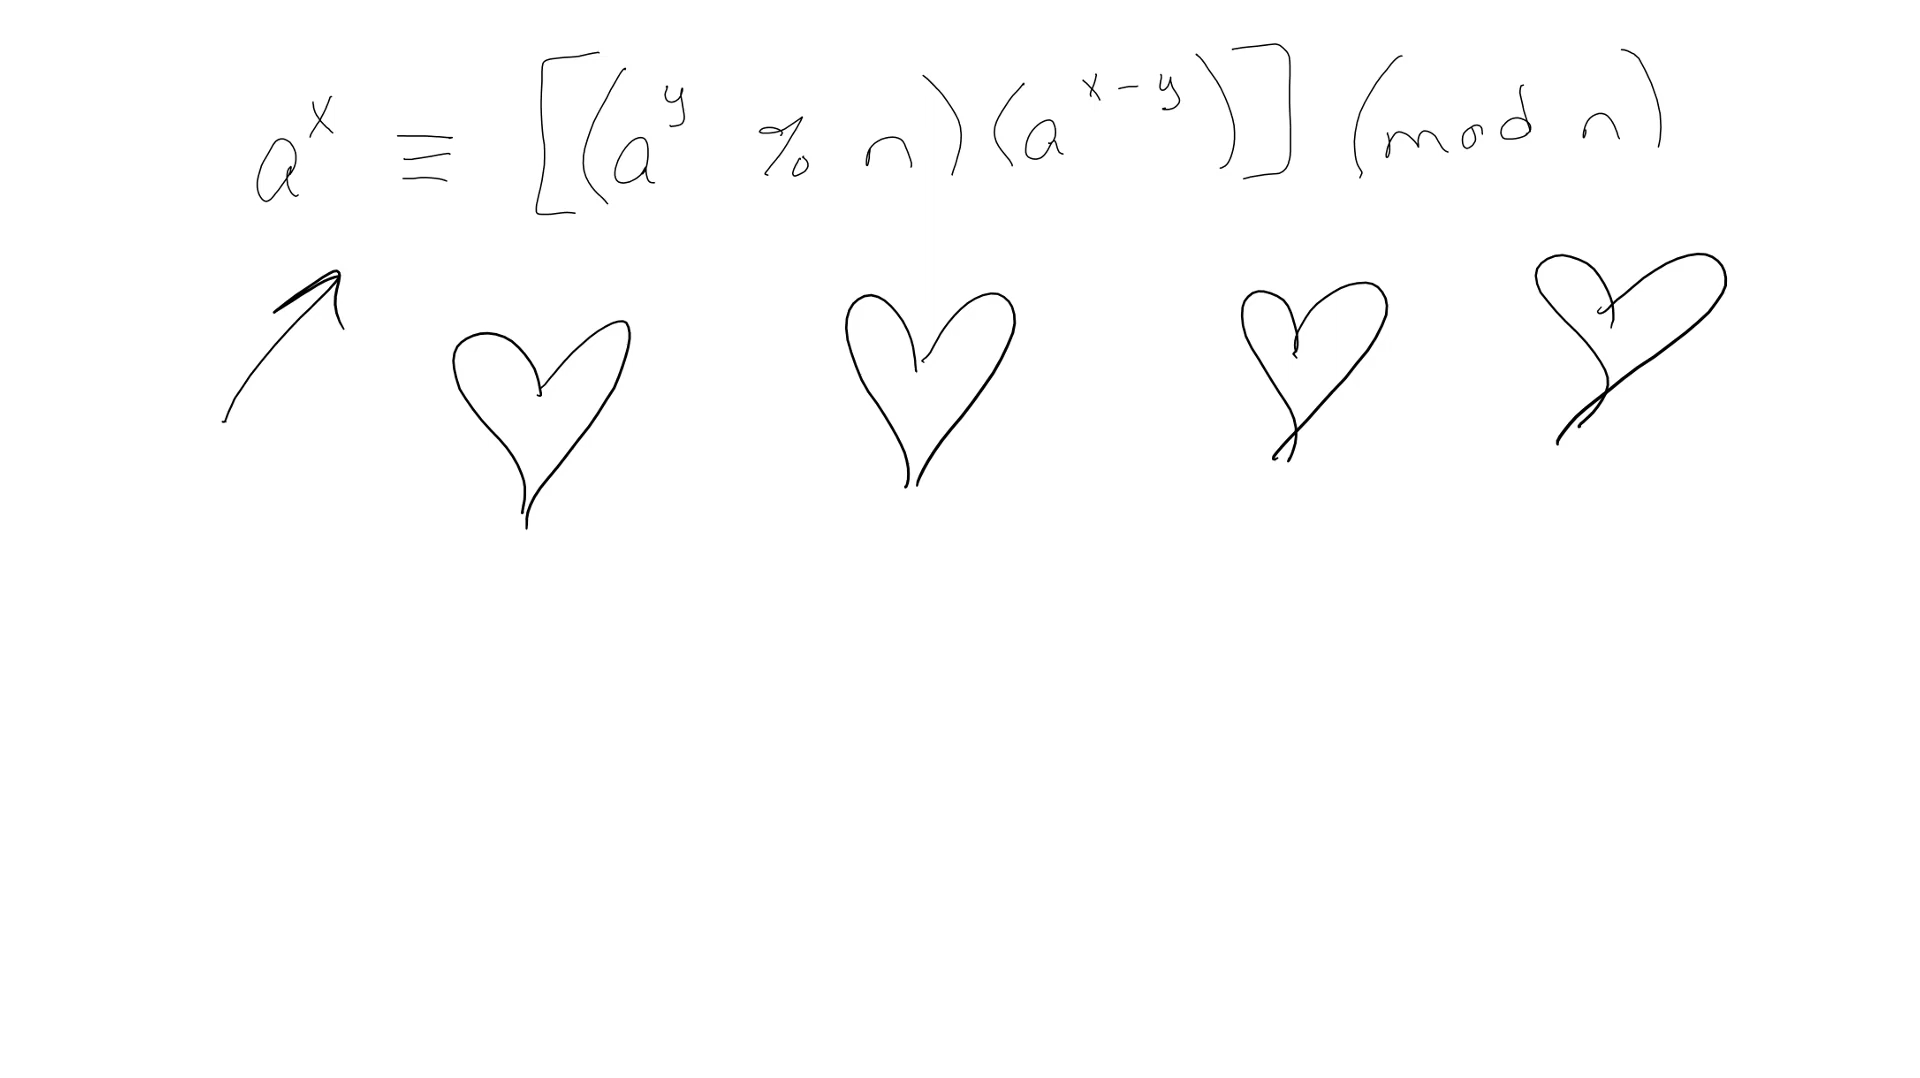 a^x ≡ [(a^y % n)(a^{x-y})] (mod n)